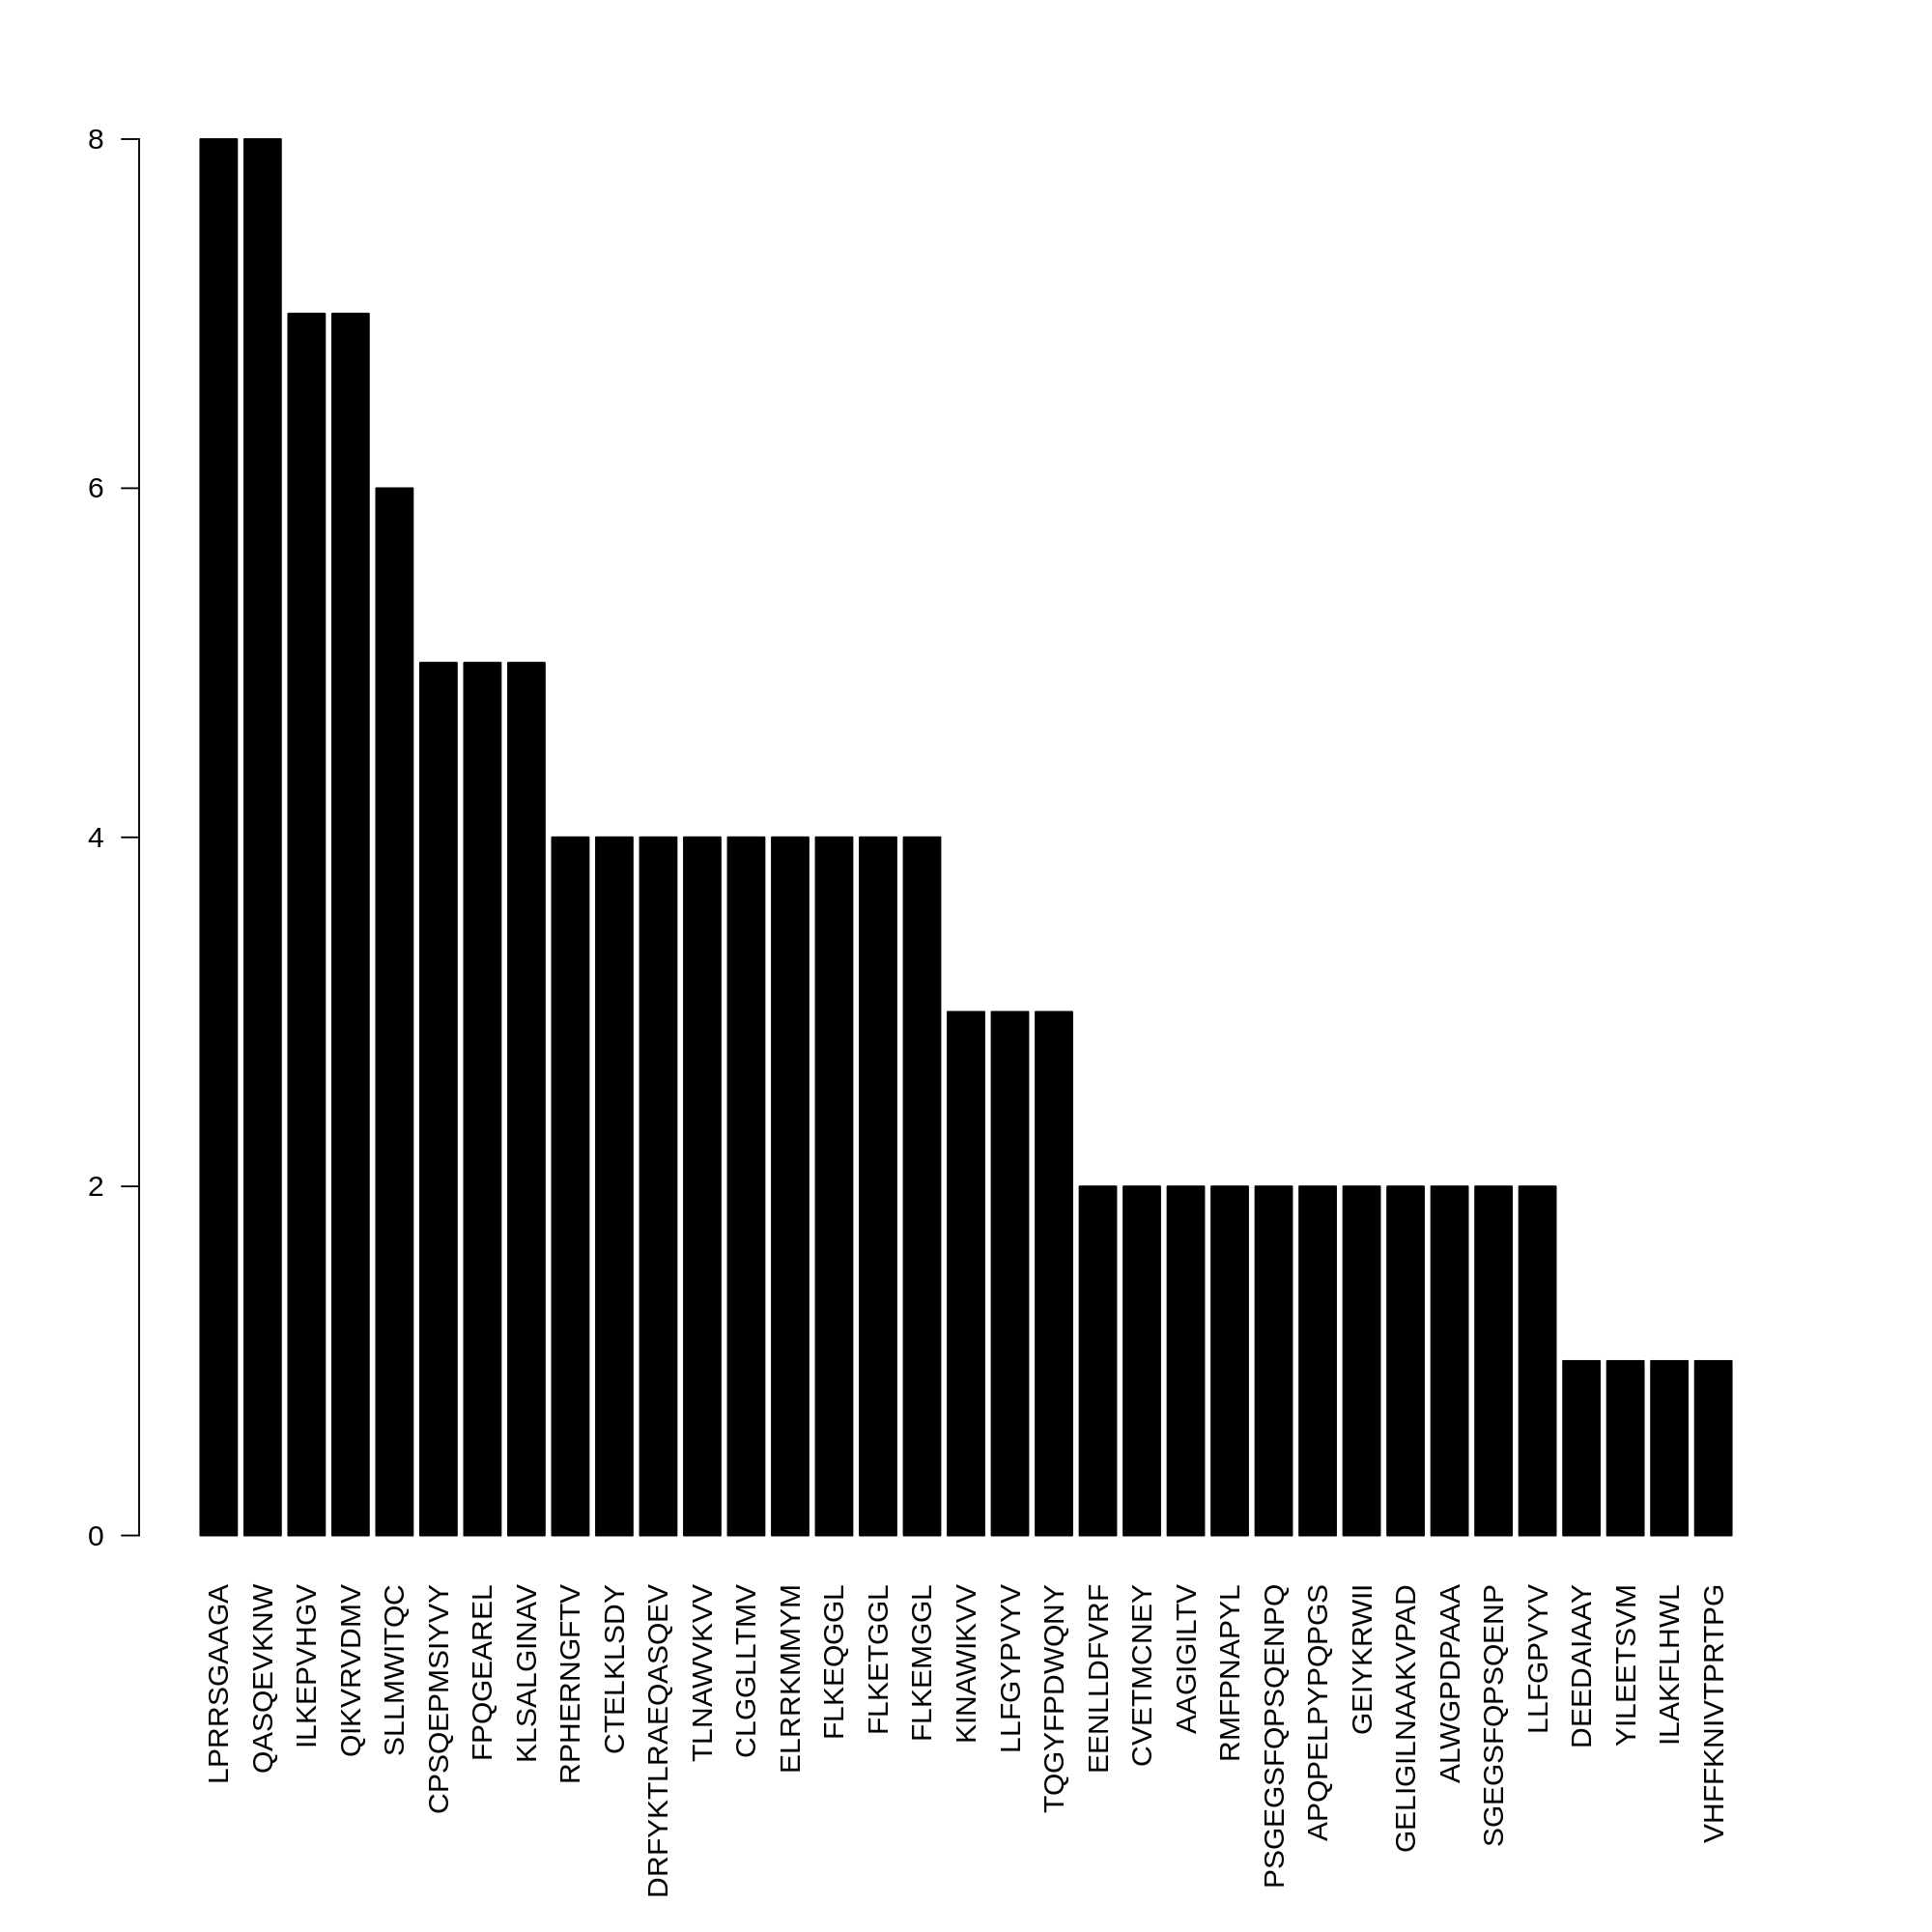 8
6
4
2
0
LPRRSGAAGA
QASQEVKNW
ILKEPVHGV
QIKVRVDMV
SLLMWITQC
CPSQEPMSIYVY
FPQGEAREL
KLSALGINAV
RPHERNGFTV
CTELKLSDY
DRFYKTLRAEQASQEV
TLNAWVKVV
CLGGLLTMV
ELRRKMMYM
FLKEQGGL
FLKETGGL
FLKEMGGL
KINAWIKVV
LLFGYPVYV
TQGYFPDWQNY
EENLLDFVRF
CVETMCNEY
AAGIGILTV
RMFPNAPYL
PSGEGSFQPSQENPQ
APQPELPYPQPGS
GEIYKRWII
GELIGILNAAKVPAD
ALWGPDPAAA
SGEGSFQPSQENP
LLFGPVYV
DEEDAIAAY
YILEETSVM
ILAKFLHWL
VHFFKNIVTPRTPG